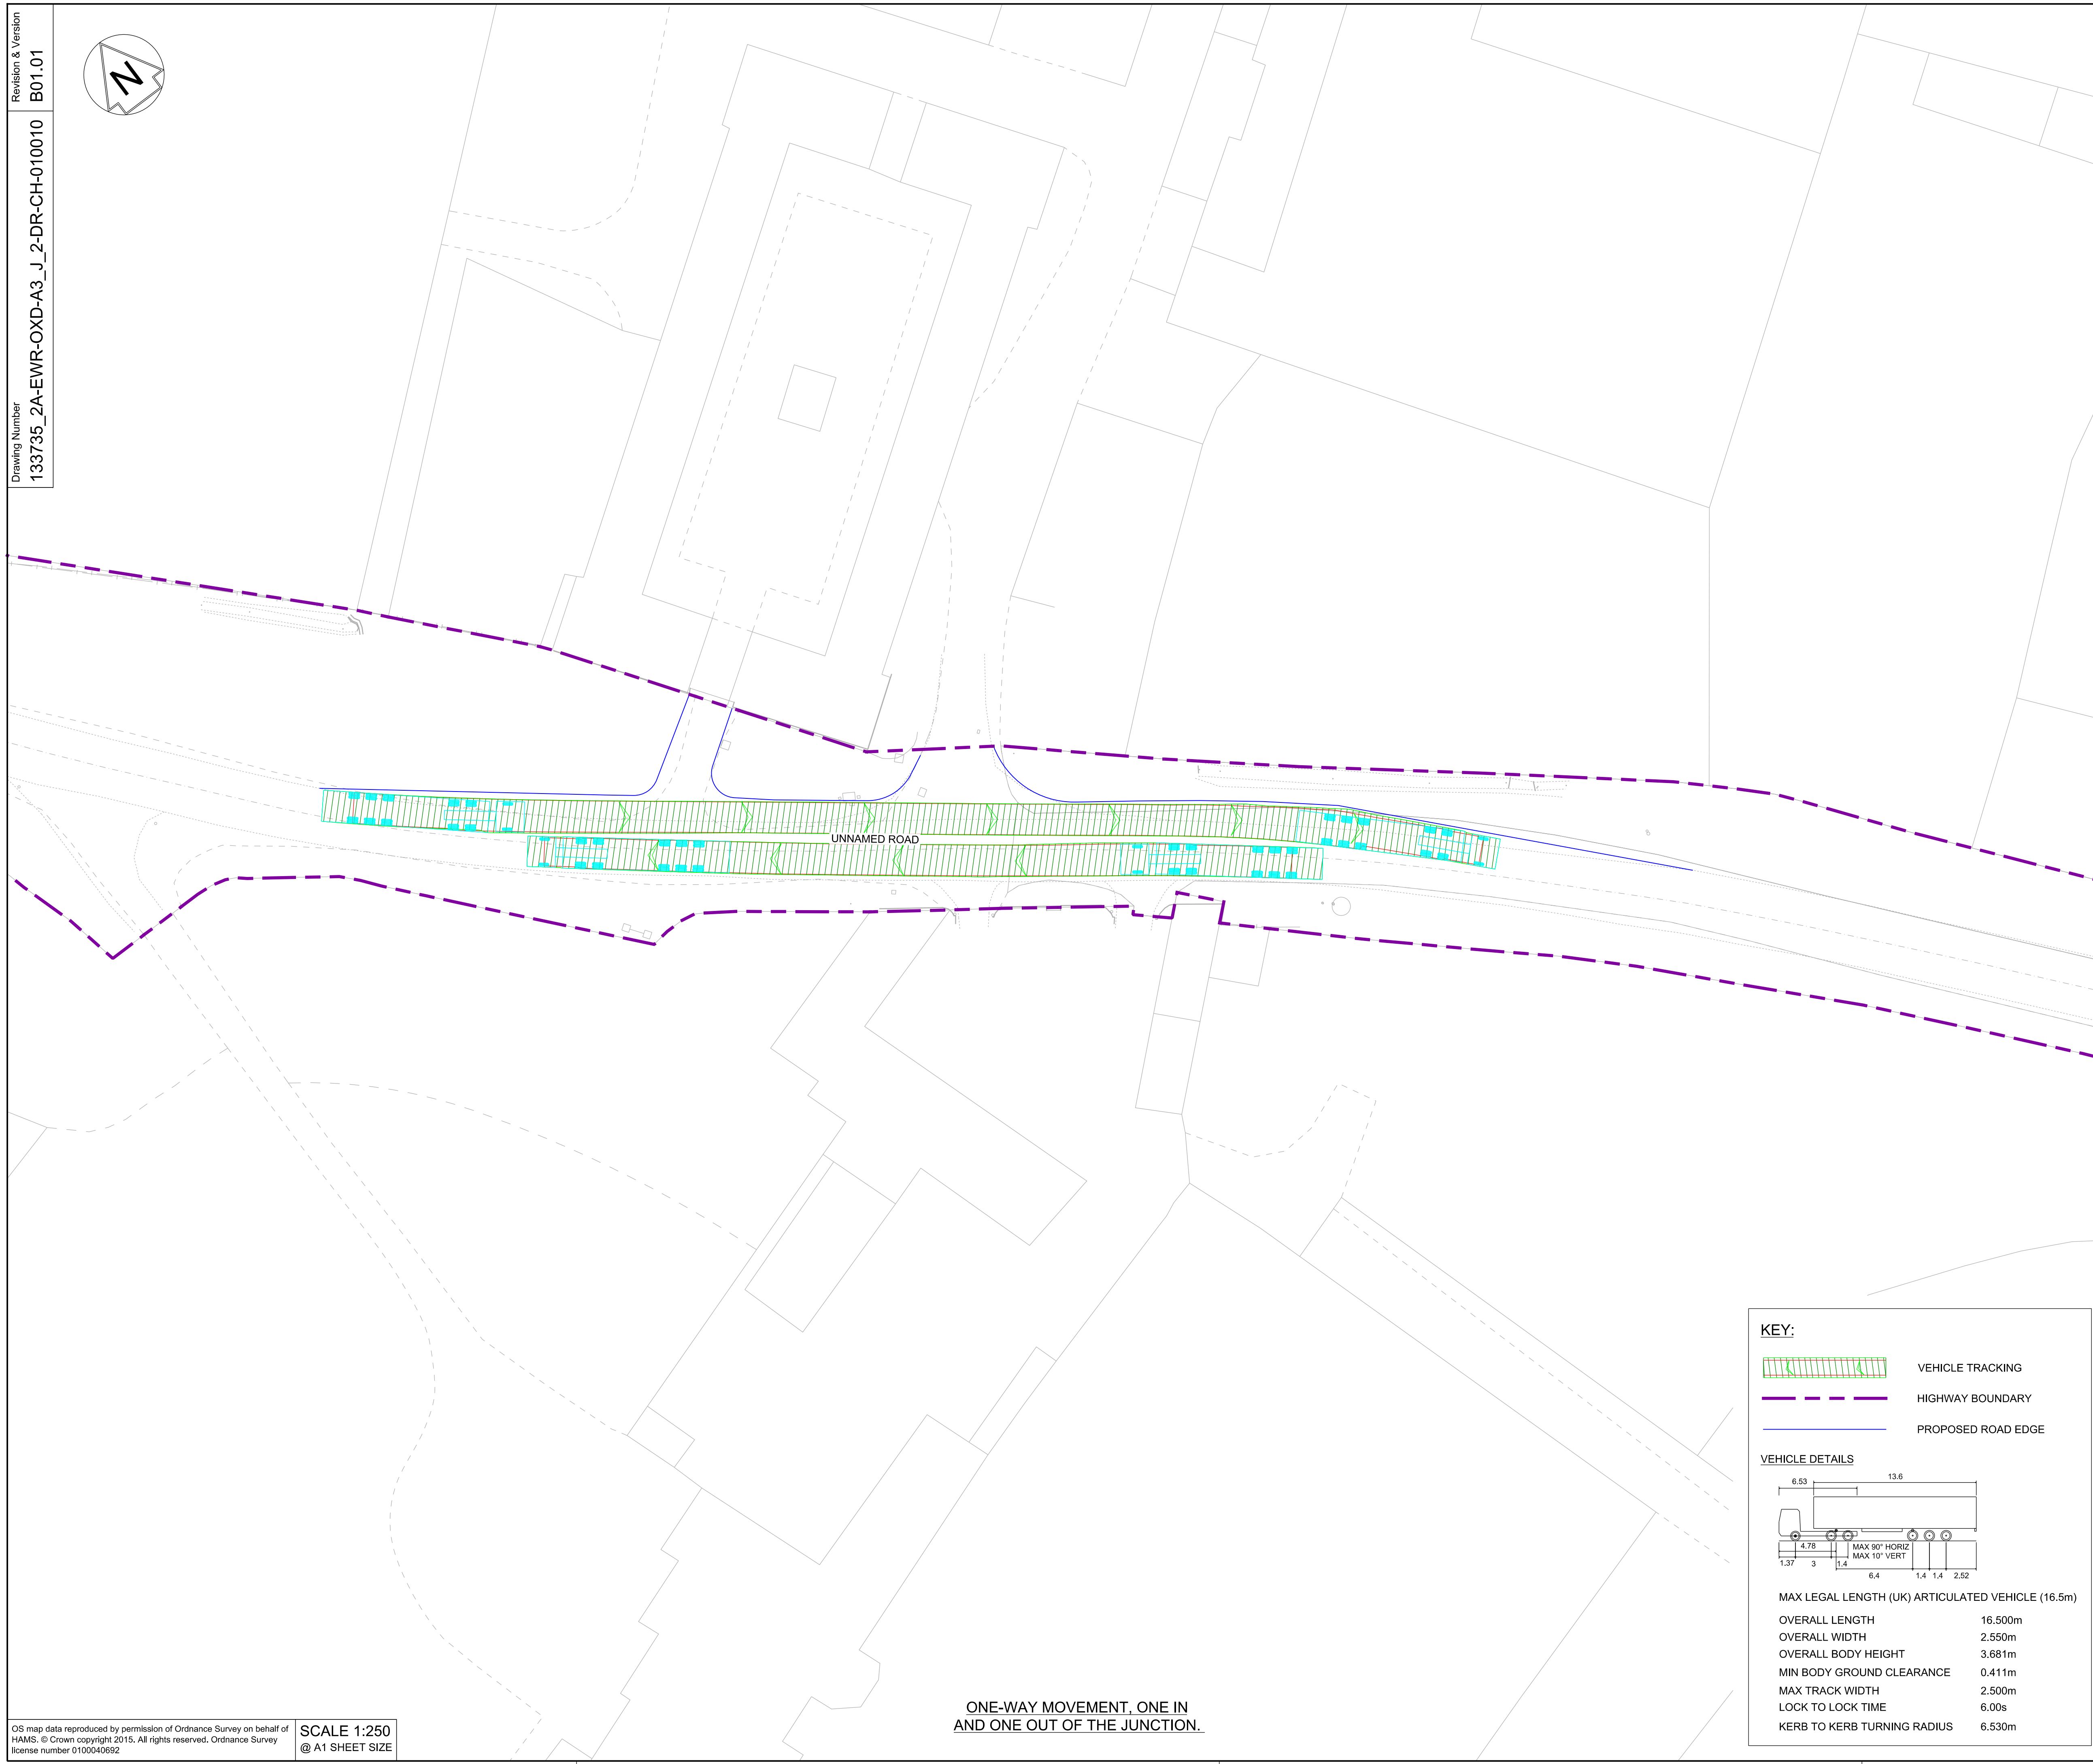 Revision & Version
B01.01
Drawing Number
133735_2A-EWR-OXD-A3_J_2-DR-CH-010010
N
UNNAMED ROAD
KEY:
VEHICLE TRACKING
HIGHWAY BOUNDARY
PROPOSED ROAD EDGE
VEHICLE DETAILS
6.53
13.6
4.78
MAX 90° HORIZ
MAX 10° VERT
1.37
3
1.4
6.4
1.4
1.4
2.52
MAX LEGAL LENGTH (UK) ARTICULATED VEHICLE (16.5m)
OVERALL LENGTH 16.500m
OVERALL WIDTH 2.550m
OVERALL BODY HEIGHT 3.681m
MIN BODY GROUND CLEARANCE 0.411m
MAX TRACK WIDTH 2.500m
LOCK TO LOCK TIME 6.00s
KERB TO KERB TURNING RADIUS 6.530m
ONE-WAY MOVEMENT, ONE IN
AND ONE OUT OF THE JUNCTION.
OS map data reproduced by permission of Ordnance Survey on behalf of
HAMS. © Crown copyright 2015. All rights reserved. Ordnance Survey
license number 0100040692
SCALE 1:250
@ A1 SHEET SIZE